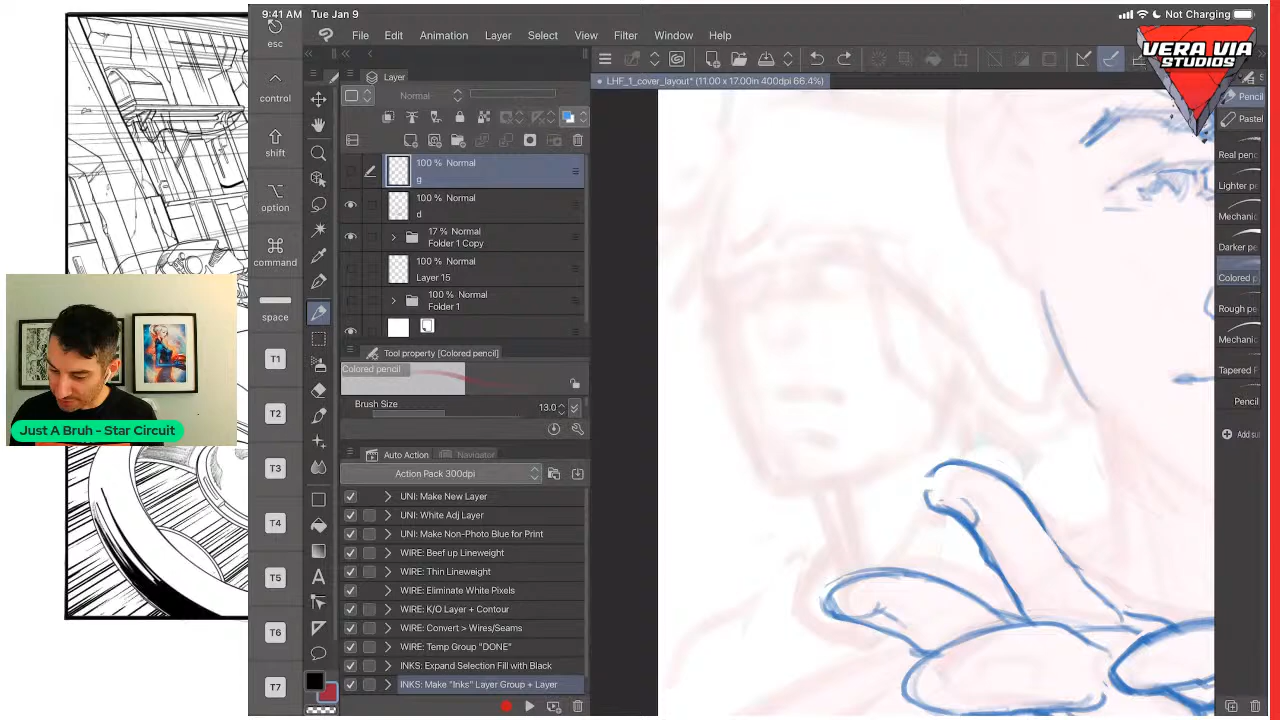 9:41 AM Tue Jan 9
Not Charging
VERA VIA
STUDIOS
esc
control
shift
option
command
space
T1
T2
T3
T4
T5
T6
T7
File Edit Animation Layer Select View Filter Window Help
LHF_1_cover_layout* (11.00 x 17.00in 400dpi 66.4%)
Layer
Normal
100 % Normal
g
100 % Normal
d
17 % Normal
Folder 1 Copy
100 % Normal
Layer 15
100 % Normal
Folder 1
Tool property [Colored pencil]
Colored pencil
Brush Size 13.0
Auto Action Navigator
Action Pack 300dpi
UNI: Make New Layer
UNI: White Adj Layer
UNI: Make Non-Photo Blue for Print
WIRE: Beef up Lineweight
WIRE: Thin Lineweight
WIRE: Eliminate White Pixels
WIRE: K/O Layer + Contour
WIRE: Convert > Wires/Seams
WIRE: Temp Group "DONE"
INKS: Expand Selection Fill with Black
INKS: Make "Inks" Layer Group + Layer
Pencil
Pastel
Real penc
Lighter pe
Mechanic
Darker pe
Colored p
Rough pe
Mechanic
Tapered P
Pencil
Add su
Just A Bruh - Star Circuit